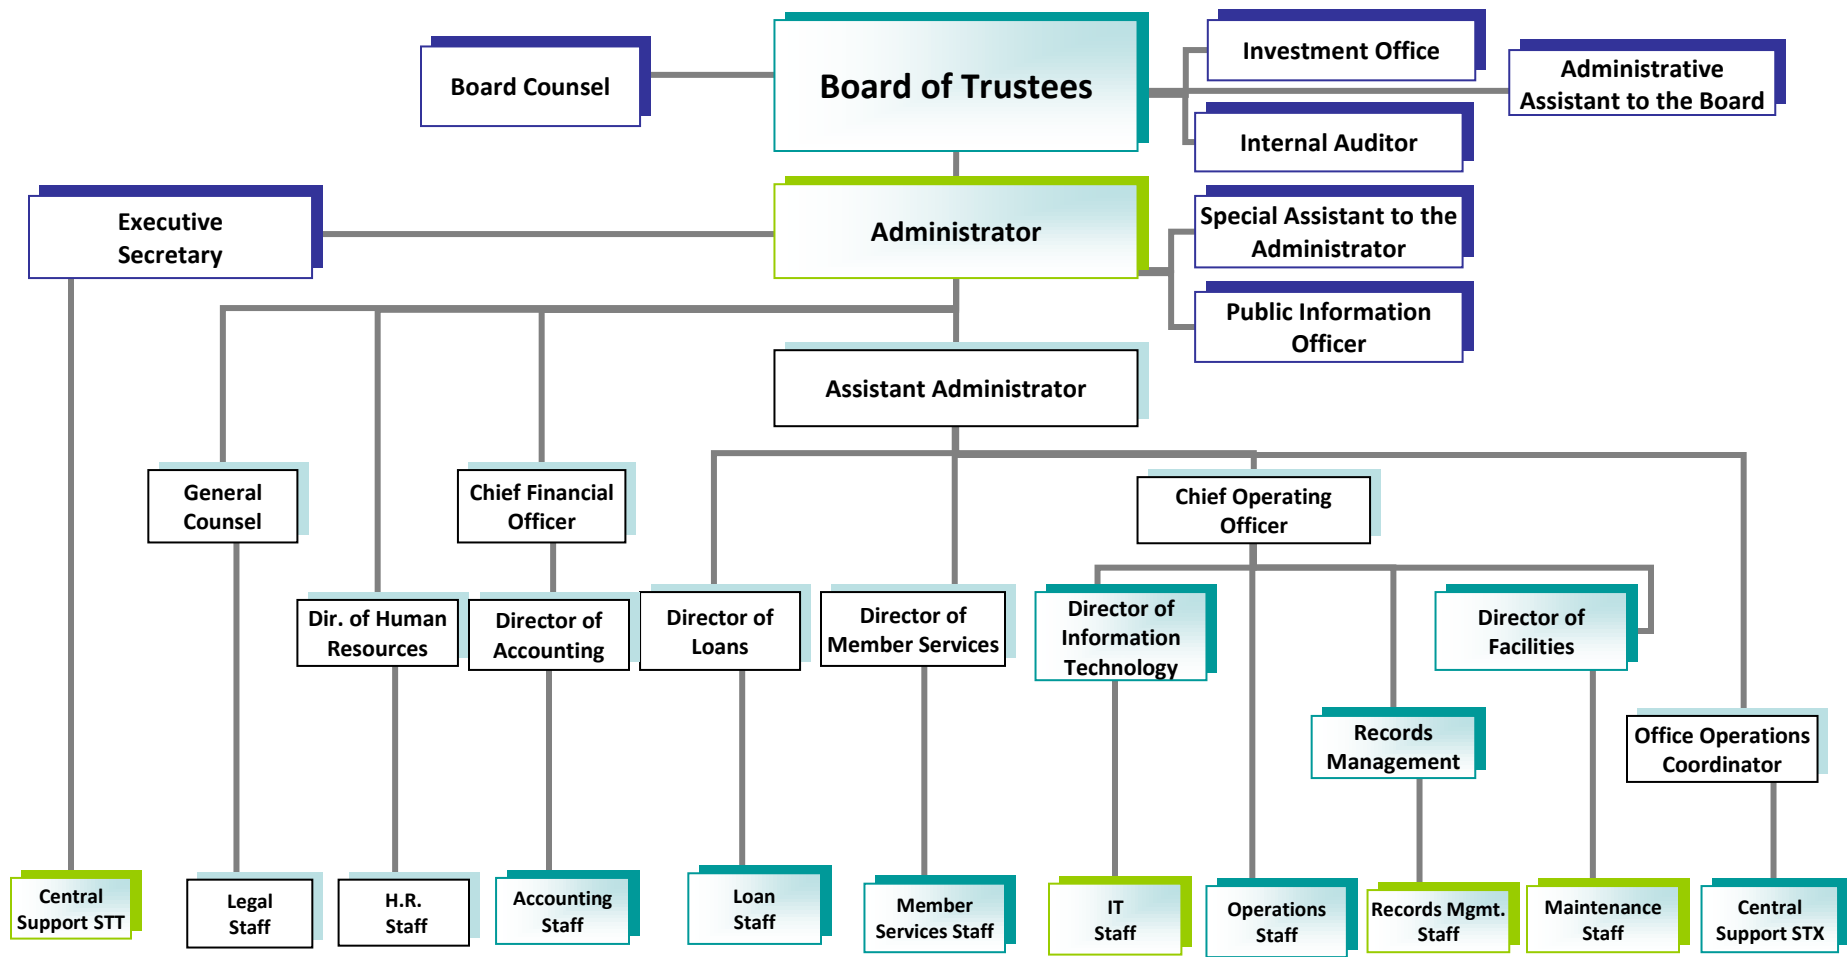 Board Counsel
Board of Trustees
Investment Office
Administrative
Assistant to the Board
Internal Auditor
Executive
Secretary
Administrator
Special Assistant to the
Administrator
Public Information
Officer
Assistant Administrator
General
Counsel
Chief Financial
Officer
Chief Operating
Officer
Dir. of Human
Resources
Director of
Accounting
Director of
Loans
Director of
Member Services
Director of
Information
Technology
Director of
Facilities
Records
Management
Office Operations
Coordinator
Central
Support STT
Legal
Staff
H.R.
Staff
Accounting
Staff
Loan
Staff
Member
Services Staff
IT
Staff
Operations
Staff
Records Mgmt.
Staff
Maintenance
Staff
Central
Support STX